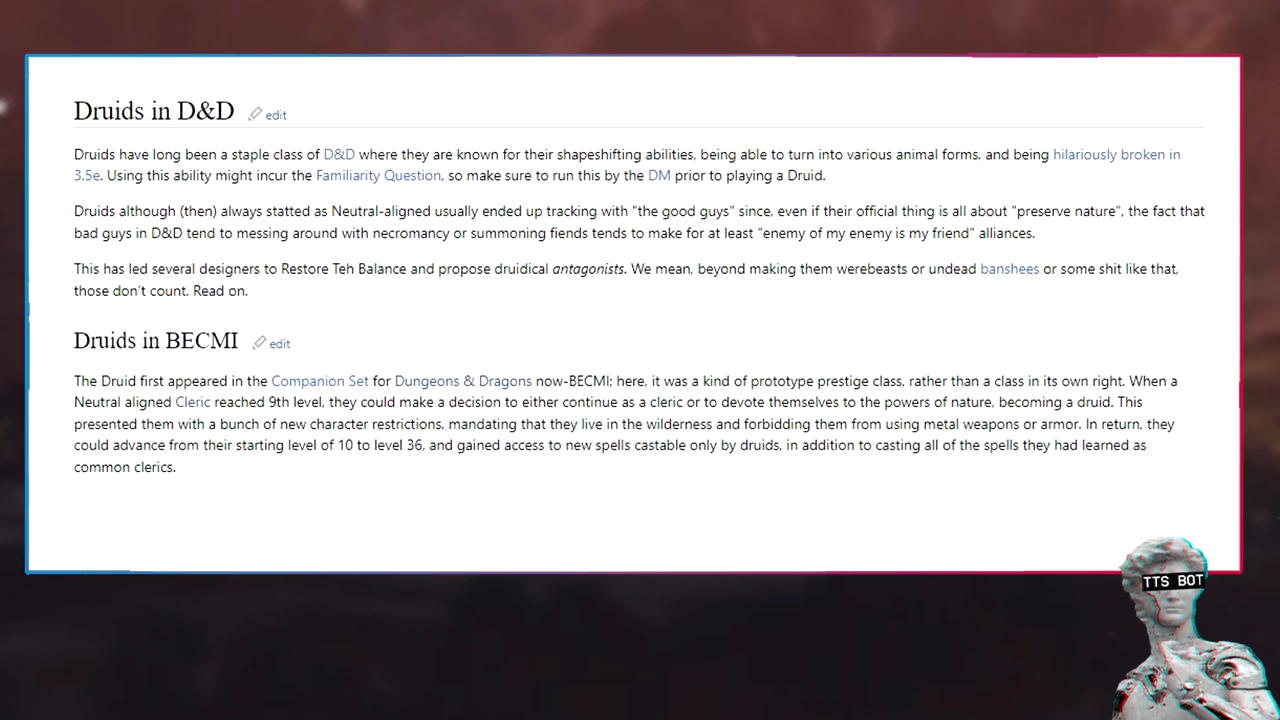 Druids in D&D edit
Druids have long been a staple class of D&D where they are known for their shapeshifting abilities, being able to turn into various animal forms, and being hilariously broken in
3.5e. Using this ability might incur the Familiarity Question, so make sure to run this by the DM prior to playing a Druid.
Druids although (then) always statted as Neutral-aligned usually ended up tracking with "the good guys" since, even if their official thing is all about "preserve nature", the fact that
bad guys in D&D tend to messing around with necromancy or summoning fiends tends to make for at least "enemy of my enemy is my friend" alliances.
This has led several designers to Restore Teh Balance and propose druidical antagonists. We mean, beyond making them werebeasts or undead banshees or some shit like that,
those don't count. Read on.
Druids in BECMI edit
The Druid first appeared in the Companion Set for Dungeons & Dragons now-BECMI; here, it was a kind of prototype prestige class, rather than a class in its own right. When a
Neutral aligned Cleric reached 9th level, they could make a decision to either continue as a cleric or to devote themselves to the powers of nature, becoming a druid. This
presented them with a bunch of new character restrictions, mandating that they live in the wilderness and forbidding them from using metal weapons or armor. In return, they
could advance from their starting level of 10 to level 36, and gained access to new spells castable only by druids, in addition to casting all of the spells they had learned as
common clerics.
TTS BOT